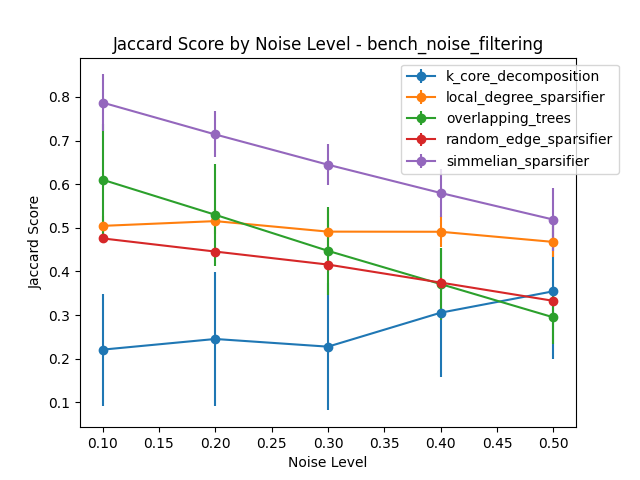 Jaccard Score by Noise Level - bench_noise_filtering
k_core_decomposition
local_degree_sparsifier
overlapping_trees
random_edge_sparsifier
simmelian_sparsifier
Jaccard Score
0.8
0.7
0.6
0.5
0.4
0.3
0.2
0.1
0.10 0.15 0.20 0.25 0.30 0.35 0.40 0.45 0.50
Noise Level